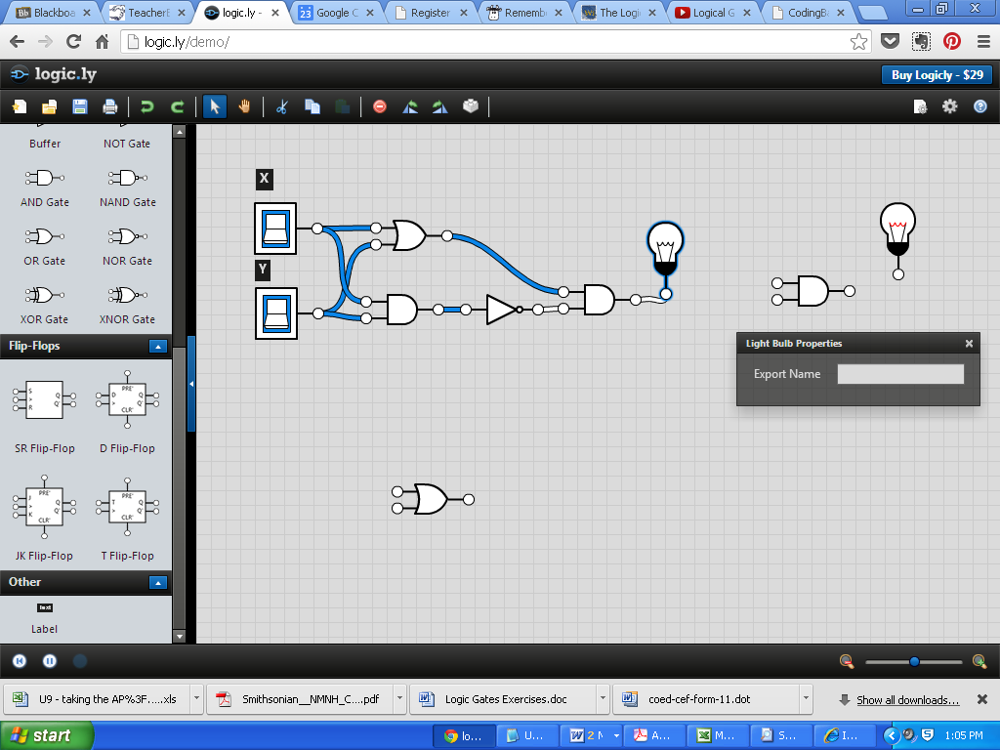 Blackboa
TeacherE
logic.ly -
Google C
Register
Rememb
The Logi
Logical G
CodingBa
logic.ly/demo/
logic.ly
Buy Logicly - $29
Buffer
NOT Gate
AND Gate
NAND Gate
OR Gate
NOR Gate
XOR Gate
XNOR Gate
Flip-Flops
S
>
R
Q
Q'
PRE'
D
>
Q
Q'
CLR'
SR Flip-Flop
D Flip-Flop
PRE'
J
>
K
Q
Q'
CLR'
PRE'
T
>
Q
Q'
CLR'
JK Flip-Flop
T Flip-Flop
Other
Text
Label
X
Y
Light Bulb Properties
Export Name
U9 - taking the AP%3F....xls
Smithsonian__NMNH_C....pdf
Logic Gates Exercises.doc
coed-cef-form-11.dot
Show all downloads...
start
lo...
U...
2 M
A...
M...
S...
I...
1:05 PM